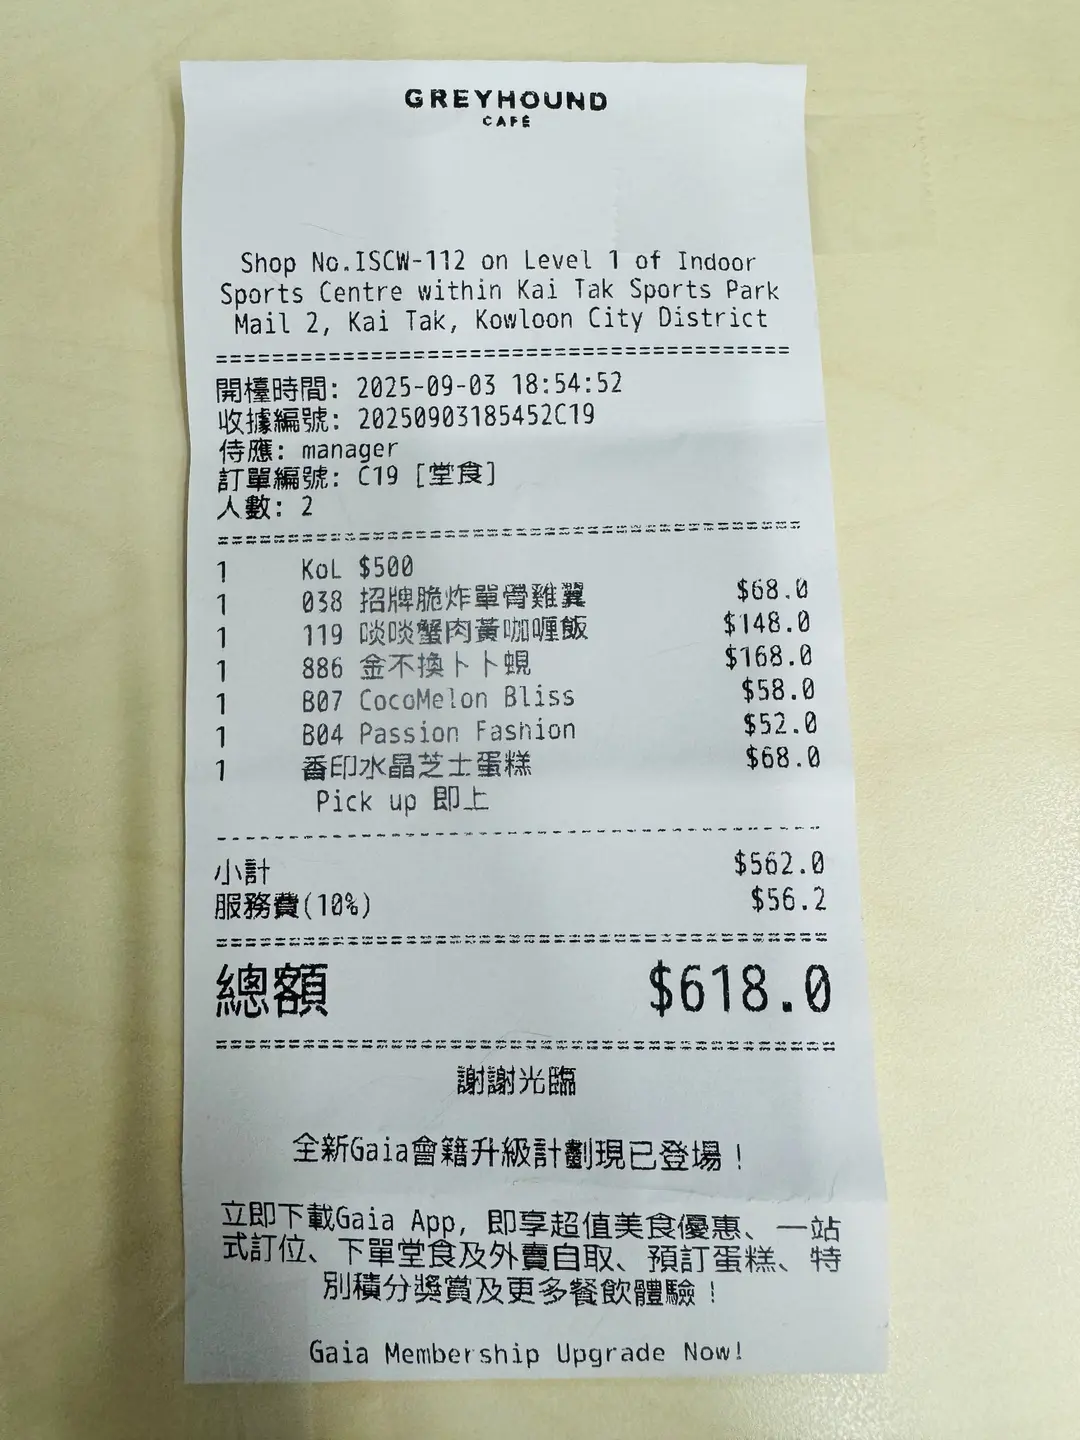 GREYHOUND
CAFÉ
Shop No.ISCW-112 on Level 1 of Indoor
Sports Centre within Kai Tak Sports Park
Mail 2, Kai Tak, Kowloon City District
========================================
開檯時間: 2025-09-03 18:54:52
收據編號: 20250903185452C19
侍應: manager
訂單編號: C19 [堂食]
人數: 2
========================================
1 KoL $500
1 038 招牌脆炸單骨雞翼 $68.0
1 119 啖啖蟹肉黃咖喱飯 $148.0
1 886 金不換卜卜蜆 $168.0
1 B07 CocoMelon Bliss $58.0
1 B04 Passion Fashion $52.0
1 香印水晶芝士蛋糕 $68.0
Pick up 即上
----------------------------------------
小計 $562.0
服務費(10%) $56.2
========================================
總額 $618.0
========================================
謝謝光臨
全新Gaia會籍升級計劃現已登場！
立即下載Gaia App, 即享超值美食優惠、一站
式訂位、下單堂食及外賣自取、預訂蛋糕、特
別積分獎賞及更多餐飲體驗！
Gaia Membership Upgrade Now!